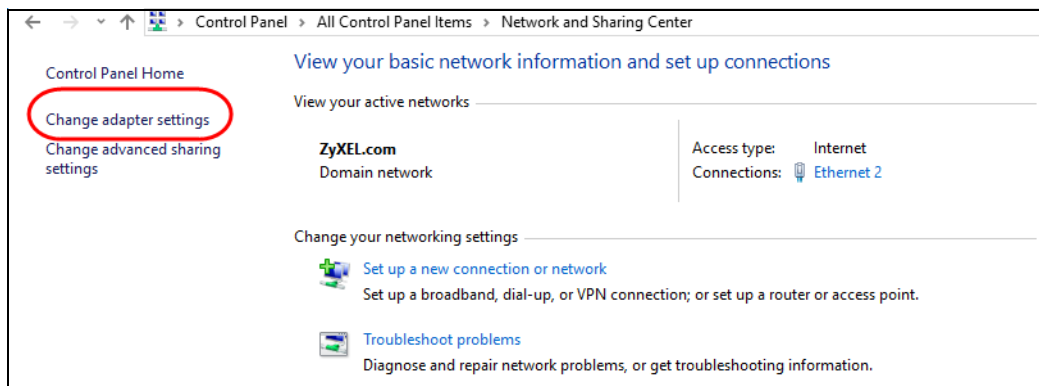 Control Panel > All Control Panel Items > Network and Sharing Center
Control Panel Home
Change adapter settings
Change advanced sharing
settings
View your basic network information and set up connections
View your active networks
ZyXEL.com
Domain network
Access type: Internet
Connections: Ethernet 2
Change your networking settings
Set up a new connection or network
Set up a broadband, dial-up, or VPN connection; or set up a router or access point.
Troubleshoot problems
Diagnose and repair network problems, or get troubleshooting information.